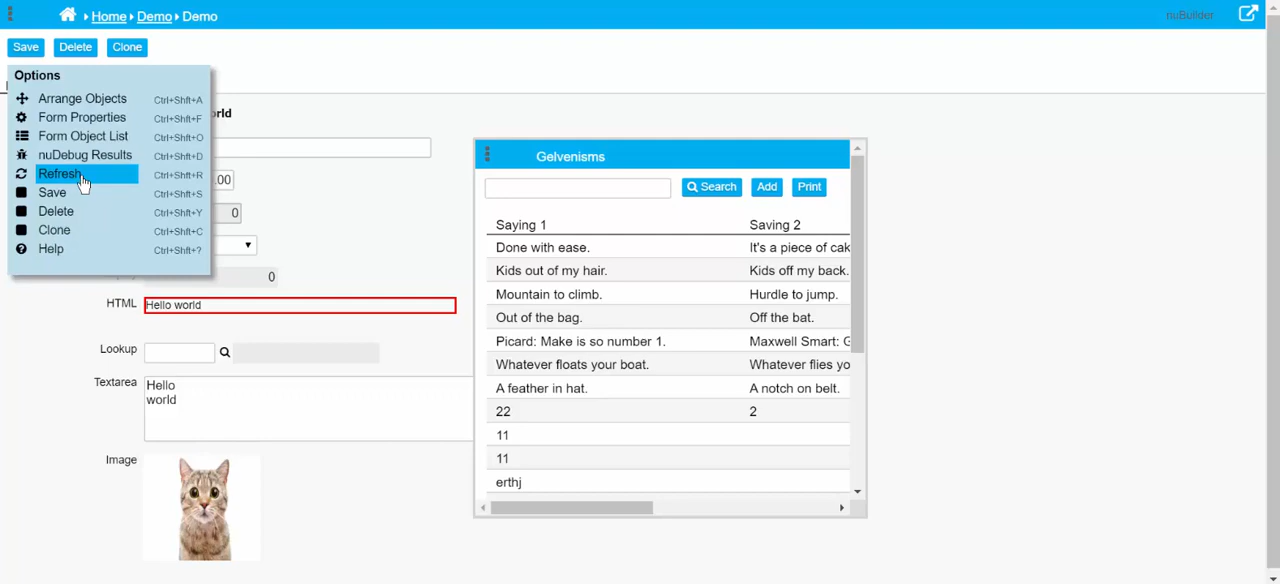 Home Demo Demo
nuBuilder
Save Delete Clone
Options
Arrange Objects Ctrl+Shft+A
Form Properties Ctrl+Shft+F
Form Object List Ctrl+Shft+O
nuDebug Results Ctrl+Shft+D
Refresh Ctrl+Shft+R
Save Ctrl+Shft+S
Delete Ctrl+Shft+Y
Clone Ctrl+Shft+C
Help Ctrl+Shft+?
orld
.00
0
0
HTML Hello world
Lookup
Textarea Hello
world
Image
Gelvenisms
Search Add Print
Saying 1 Saving 2
Done with ease. It's a piece of cak
Kids out of my hair. Kids off my back.
Mountain to climb. Hurdle to jump.
Out of the bag. Off the bat.
Picard: Make is so number 1. Maxwell Smart: G
Whatever floats your boat. Whatever flies yo
A feather in hat. A notch on belt.
22 2
11
11
erthj